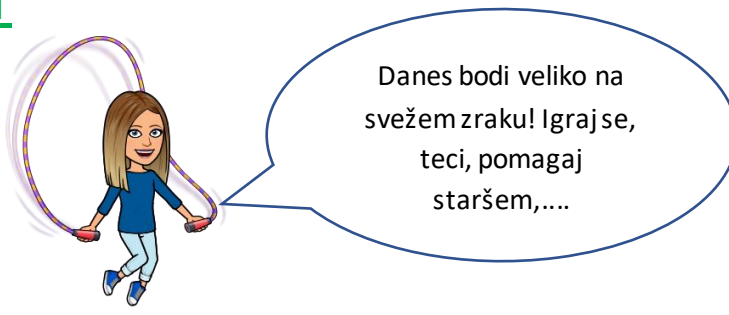 Danes bodi veliko na
svežem zraku! Igraj se,
teci, pomagaj
staršem,....